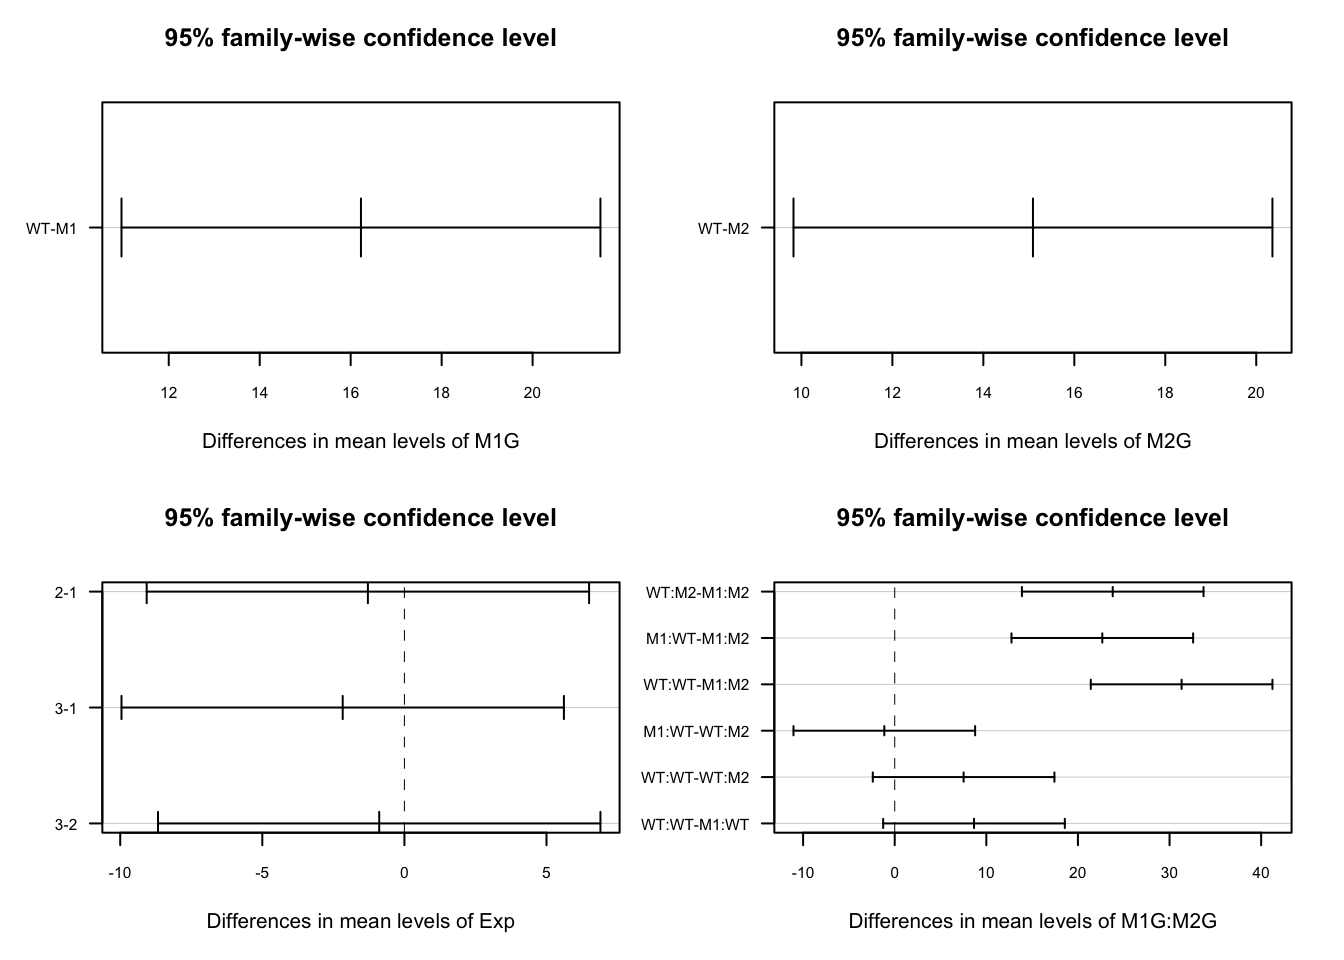 95% family-wise confidence level
WT-M1
12 14 16 18 20
Differences in mean levels of M1G
95% family-wise confidence level
WT-M2
10 12 14 16 18 20
Differences in mean levels of M2G
95% family-wise confidence level
2-1
3-1
3-2
-10 -5 0 5
Differences in mean levels of Exp
95% family-wise confidence level
WT:M2-M1:M2
M1:WT-M1:M2
WT:WT-M1:M2
M1:WT-WT:M2
WT:WT-WT:M2
WT:WT-M1:WT
-10 0 10 20 30 40
Differences in mean levels of M1G:M2G